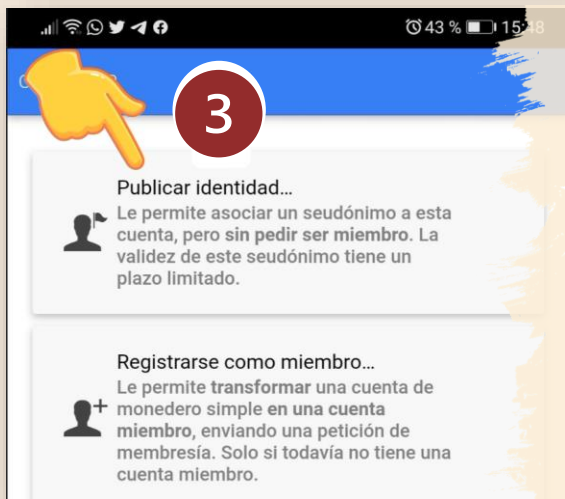 43 % 15:48
3
Publicar identidad...
Le permite asociar un seudónimo a esta
cuenta, pero sin pedir ser miembro. La
validez de este seudónimo tiene un
plazo limitado.
Registrarse como miembro...
Le permite transformar una cuenta de
monedero simple en una cuenta
miembro, enviando una petición de
membresía. Solo si todavía no tiene una
cuenta miembro.